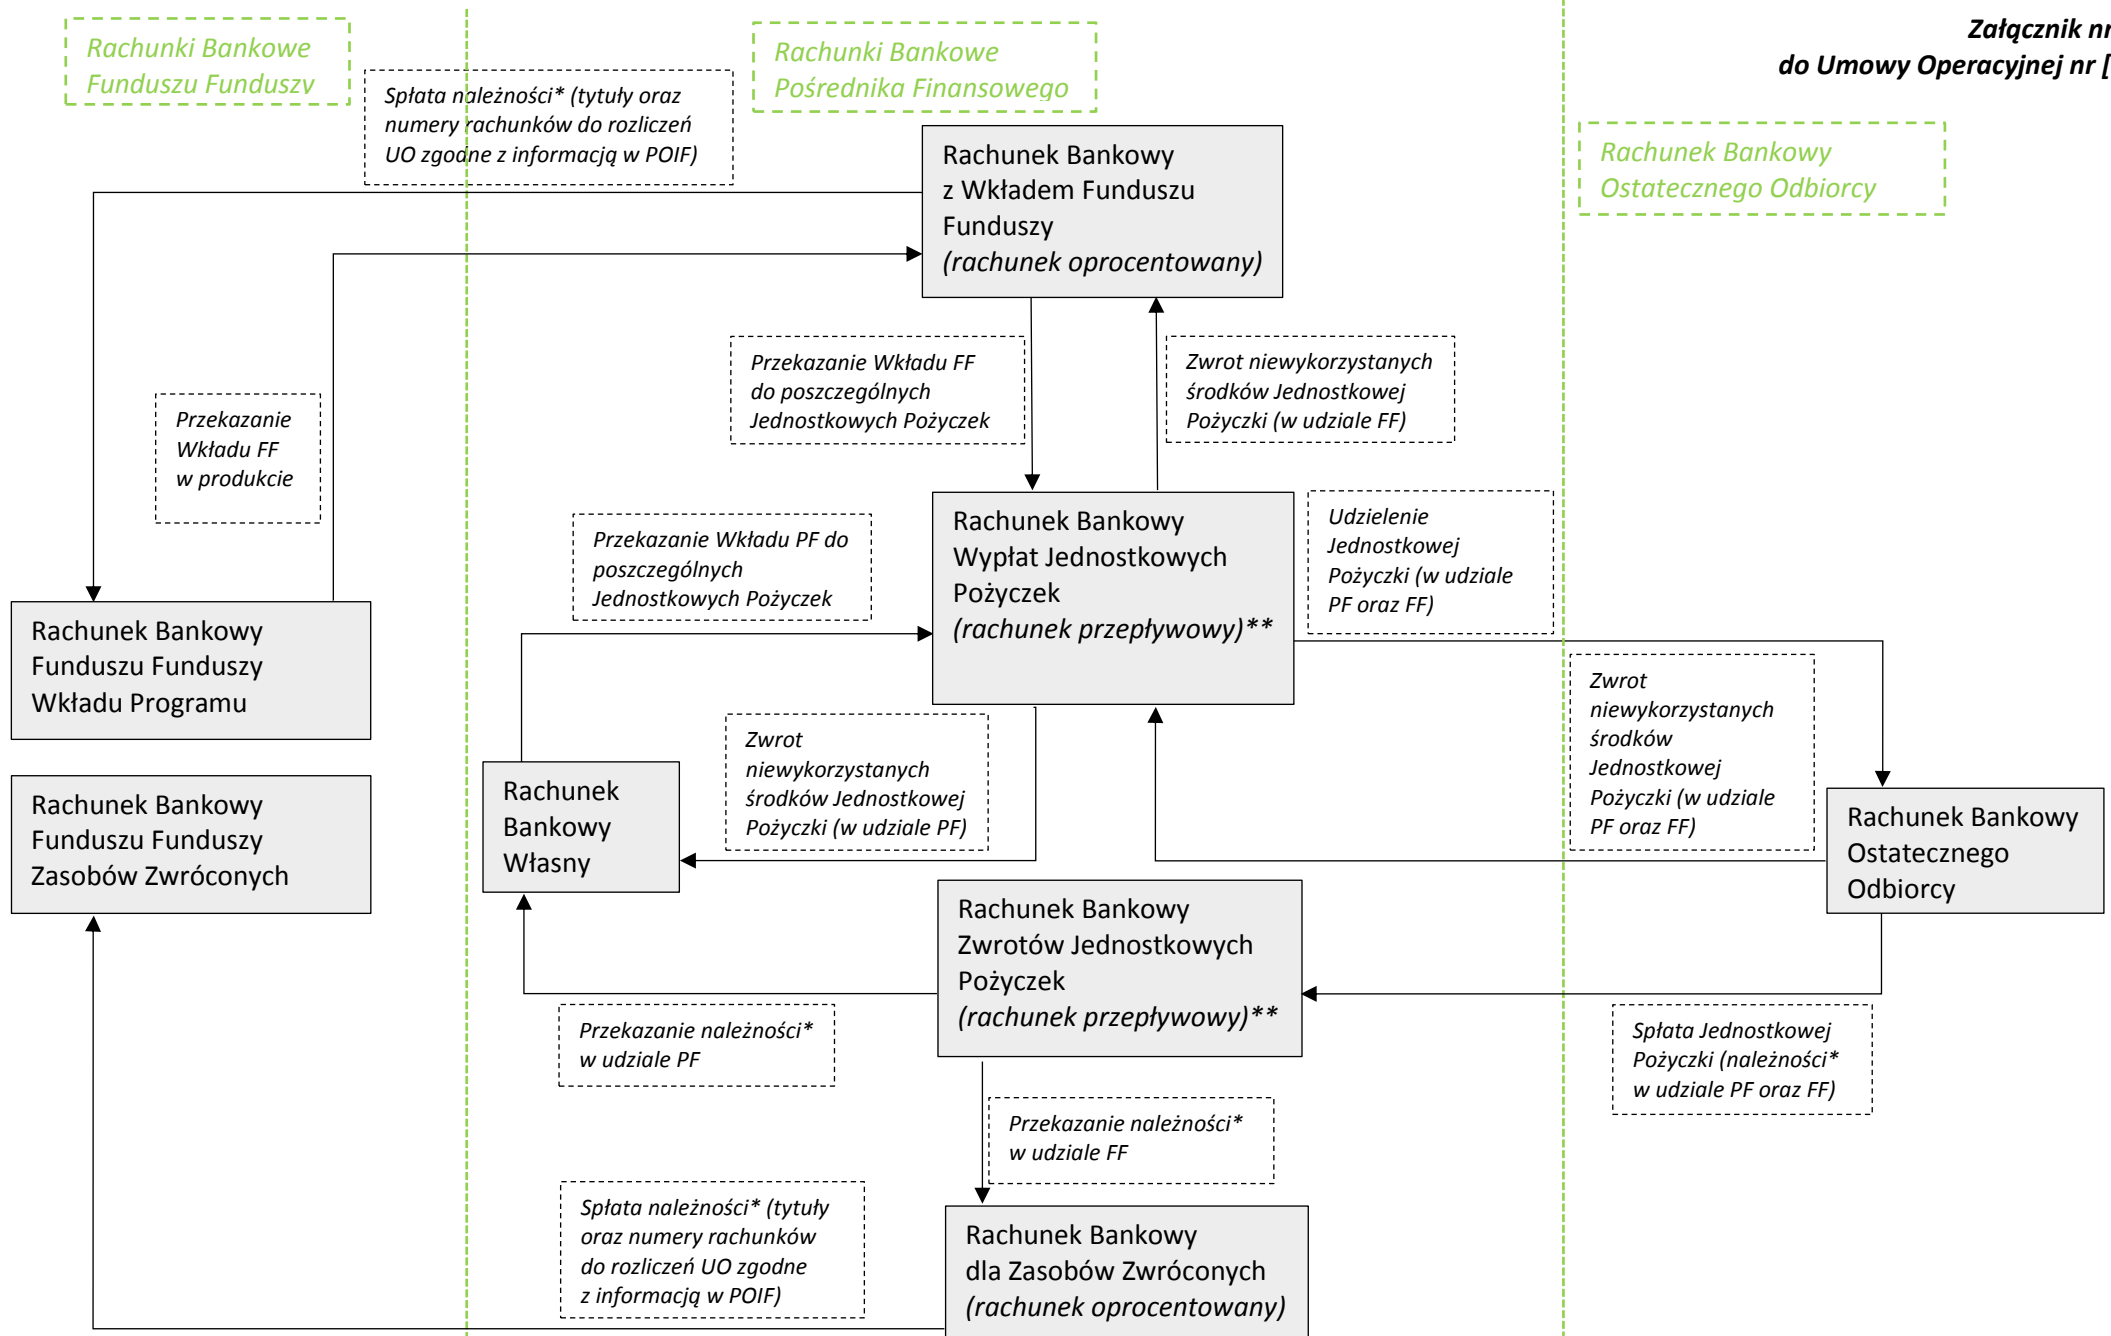 Załącznik nr
do Umowy Operacyjnej nr [
Rachunki Bankowe
Funduszu Funduszy
Rachunki Bankowe
Pośrednika Finansowego
Rachunek Bankowy
Ostatecznego Odbiorcy
Spłata należności* (tytuły oraz
numery rachunków do rozliczeń
UO zgodne z informacją w POIF)
Rachunek Bankowy
z Wkładem Funduszu
Funduszy
(rachunek oprocentowany)
Przekazanie Wkładu FF
do poszczególnych
Jednostkowych Pożyczek
Zwrot niewykorzystanych
środków Jednostkowej
Pożyczki (w udziale FF)
Przekazanie
Wkładu FF
w produkcie
Przekazanie Wkładu PF do
poszczególnych
Jednostkowych Pożyczek
Rachunek Bankowy
Wypłat Jednostkowych
Pożyczek
(rachunek przepływowy)**
Udzielenie
Jednostkowej
Pożyczki (w udziale
PF oraz FF)
Rachunek Bankowy
Funduszu Funduszy
Wkładu Programu
Zwrot
niewykorzystanych
środków
Jednostkowej
Pożyczki (w udziale
PF oraz FF)
Zwrot
niewykorzystanych
środków Jednostkowej
Pożyczki (w udziale PF)
Rachunek Bankowy
Funduszu Funduszy
Zasobów Zwróconych
Rachunek
Bankowy
Własny
Rachunek Bankowy
Ostatecznego
Odbiorcy
Rachunek Bankowy
Zwrotów Jednostkowych
Pożyczek
(rachunek przepływowy)**
Przekazanie należności*
w udziale PF
Spłata Jednostkowej
Pożyczki (należności*
w udziale PF oraz FF)
Przekazanie należności*
w udziale FF
Spłata należności* (tytuły
oraz numery rachunków
do rozliczeń UO zgodne
z informacją w POIF)
Rachunek Bankowy
dla Zasobów Zwróconych
(rachunek oprocentowany)